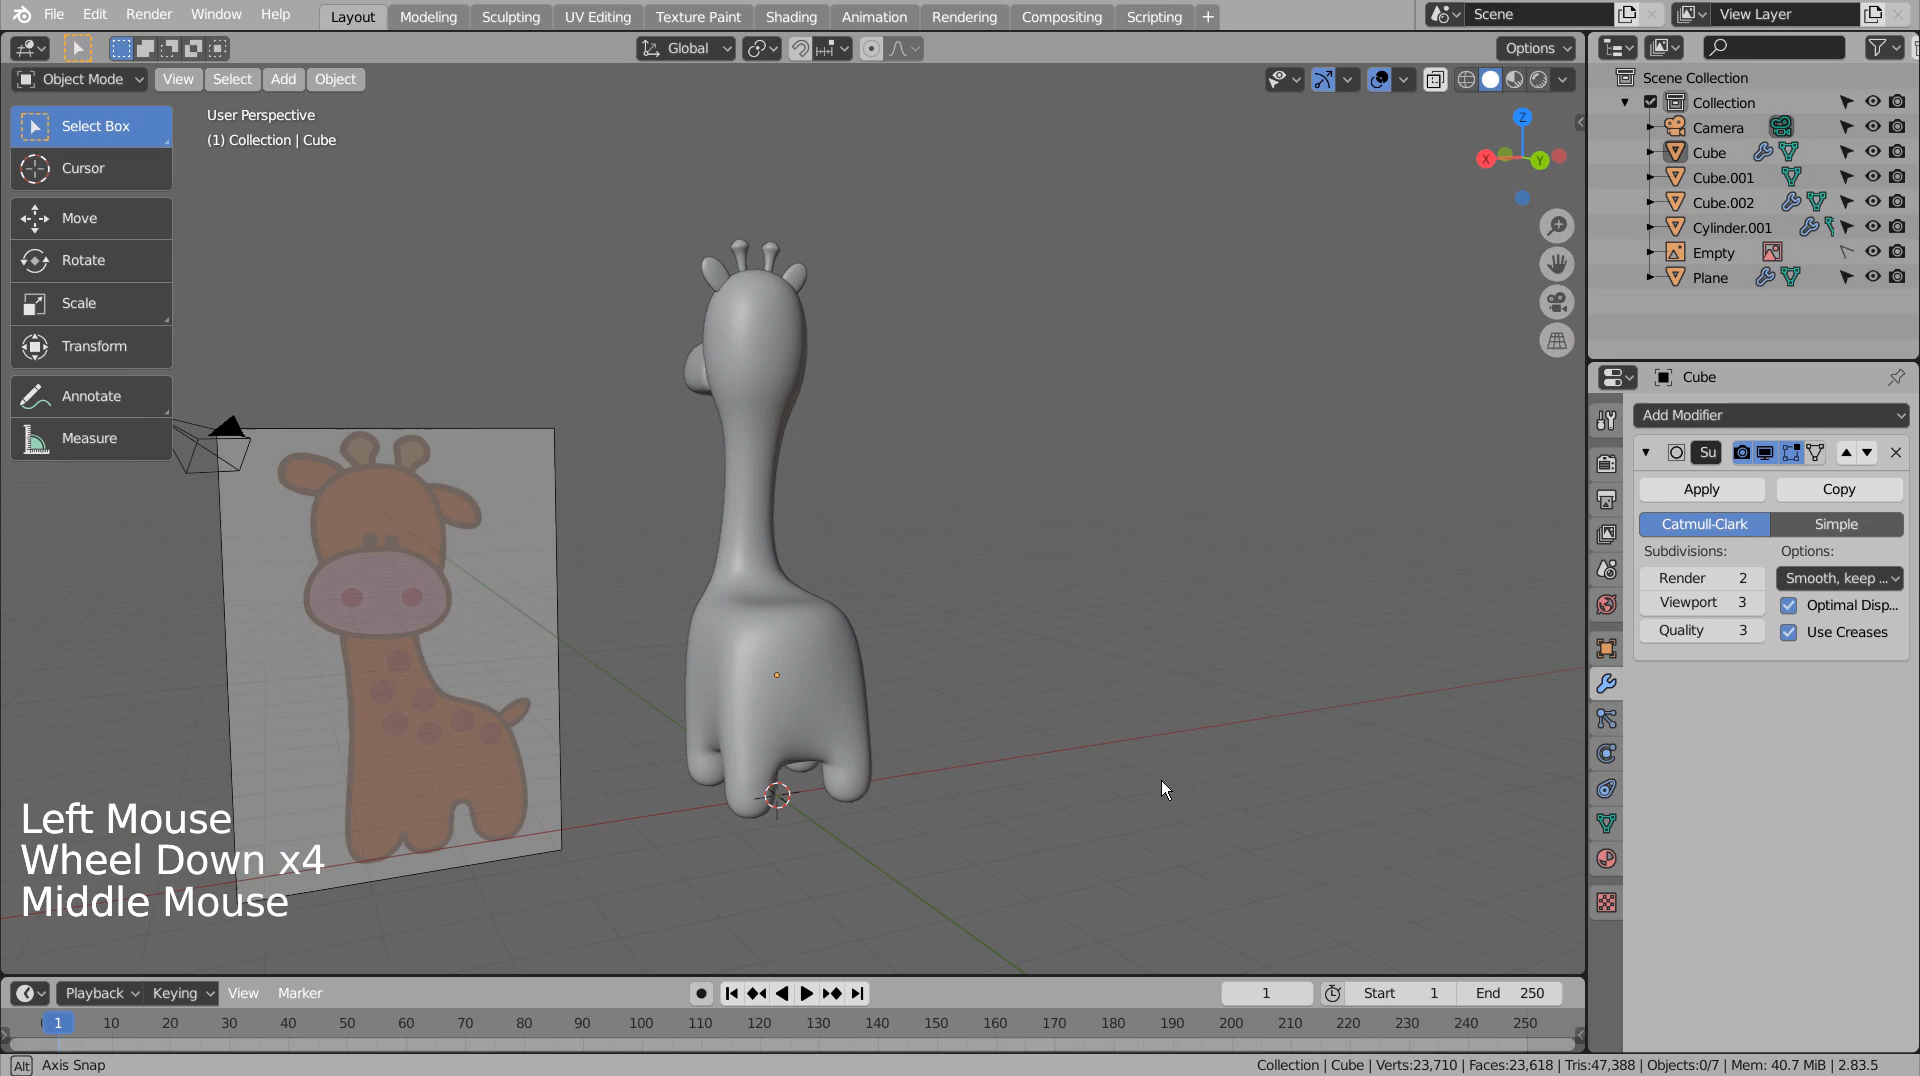 File Edit Render Window Help Layout Modeling Sculpting UV Editing Texture Paint Shading Animation Rendering Compositing Scripting + Scene View Layer
Global Options
Object Mode View Select Add Object
User Perspective
(1) Collection | Cube
Select Box
Cursor
Move
Rotate
Scale
Transform
Annotate
Measure
Z
X
Y
Scene Collection
Collection
Camera
Cube
Cube.001
Cube.002
Cylinder.001
Empty
Plane
Cube
Add Modifier
Su
Apply Copy
Catmull-Clark Simple
Subdivisions: Options:
Render 2 Smooth, keep ...
Viewport 3 Optimal Disp...
Quality 3 Use Creases
Left Mouse
Wheel Down x4
Middle Mouse
Playback Keying View Marker 1 Start 1 End 250
1 10 20 30 40 50 60 70 80 90 100 110 120 130 140 150 160 170 180 190 200 210 220 230 240 250
Alt Axis Snap Collection | Cube | Verts:23,710 | Faces:23,618 | Tris:47,388 | Objects:0/7 | Mem: 40.7 MiB | 2.83.5